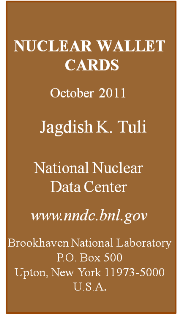 NUCLEAR WALLET
CARDS
October 2011
Jagdish K. Tuli
National Nuclear
Data Center
www.nndc.bnl.gov
Brookhaven National Laboratory
P.O. Box 500
Upton, New York 11973-5000
U.S.A.